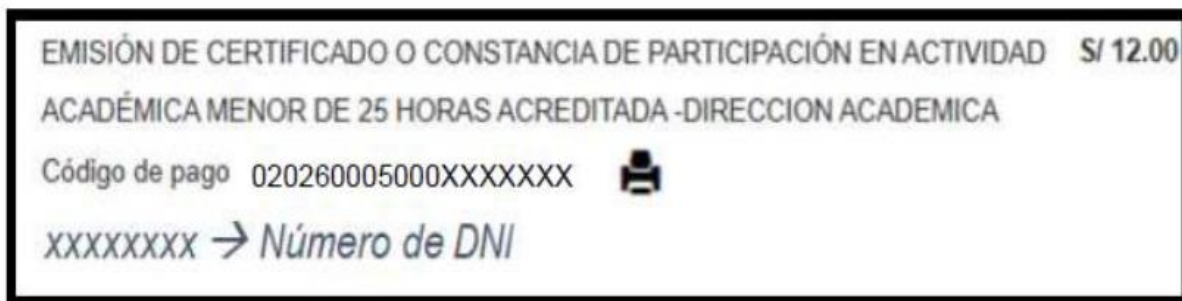 EMISIÓN DE CERTIFICADO O CONSTANCIA DE PARTICIPACIÓN EN ACTIVIDAD S/ 12.00
ACADÉMICA MENOR DE 25 HORAS ACREDITADA -DIRECCION ACADEMICA
Código de pago 020260005000XXXXXXX
xxxxxxxx → Número de DNI